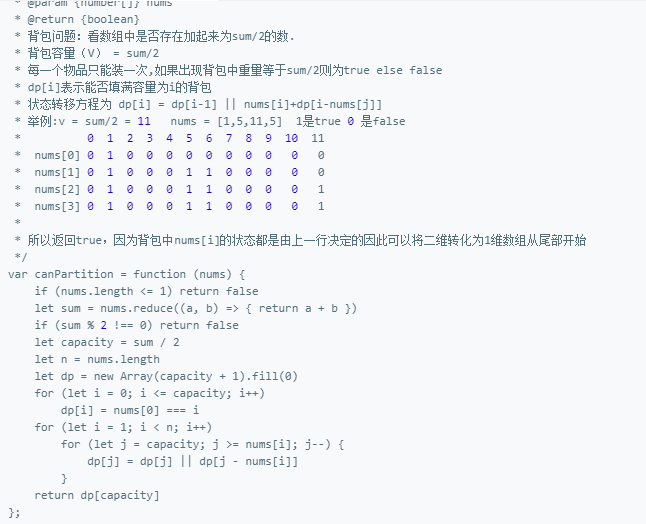 * @param {number[]} nums
* @return {boolean}
* 背包问题: 看数组中是否存在加起来为sum/2的数.
* 背包容量（V） = sum/2
* 每一个物品只能装一次,如果出现背包中重量等于sum/2则为true else false
* dp[i]表示能否填满容量为i的背包
* 状态转移方程为 dp[i] = dp[i-1] || nums[i]+dp[i-nums[j]]
* 举例:v = sum/2 = 11   nums = [1,5,11,5]  1是true 0 是false
*          0  1  2  3  4  5  6  7  8  9  10  11
*  nums[0] 0  1  0  0  0  0  0  0  0  0   0   0
*  nums[1] 0  1  0  0  0  1  1  0  0  0   0   0
*  nums[2] 0  1  0  0  0  1  1  0  0  0   0   1
*  nums[3] 0  1  0  0  0  1  1  0  0  0   0   1
*
* 所以返回true, 因为背包中nums[i]的状态都是由上一行决定的因此可以将二维转化为1维数组从尾部开始
*/
var canPartition = function (nums) {
    if (nums.length <= 1) return false
    let sum = nums.reduce((a, b) => { return a + b })
    if (sum % 2 !== 0) return false
    let capacity = sum / 2
    let n = nums.length
    let dp = new Array(capacity + 1).fill(0)
    for (let i = 0; i <= capacity; i++)
        dp[i] = nums[0] === i
    for (let i = 1; i < n; i++)
        for (let j = capacity; j >= nums[i]; j--) {
            dp[j] = dp[j] || dp[j - nums[i]]
        }
    return dp[capacity]
};